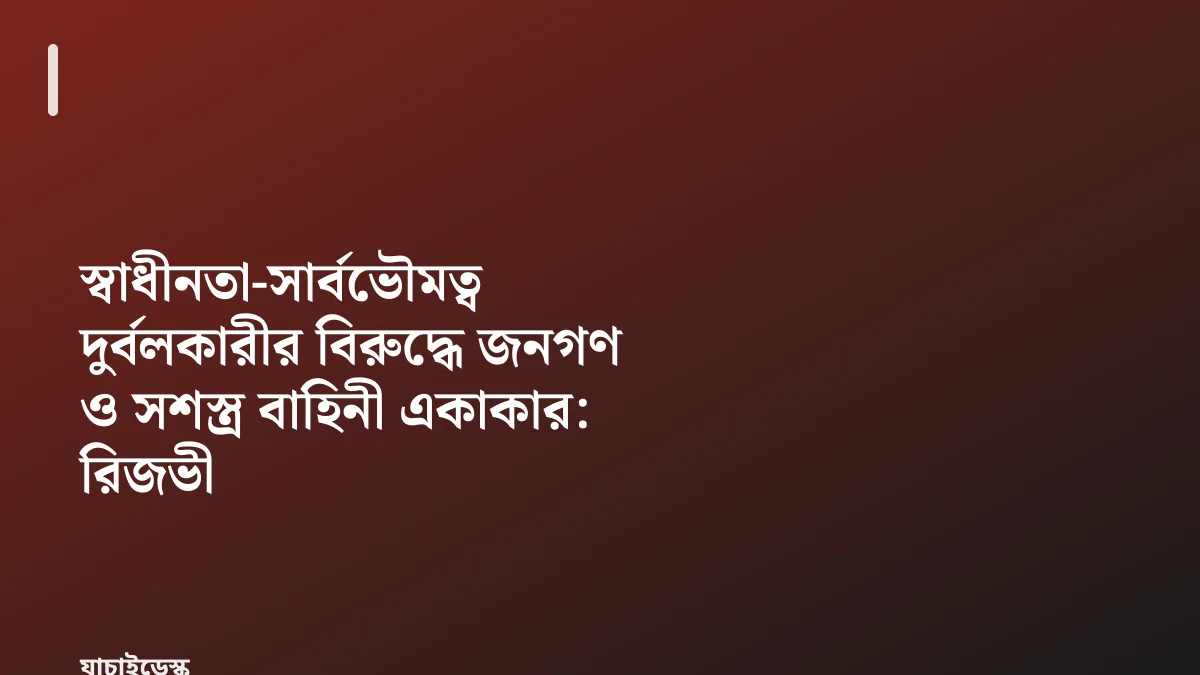 স্বাধীনতা-সার্বভৌমত্ব
দুর্বলকারীর বিরুদ্ধে জনগণ
ও সশস্ত্র বাহিনী একাকার:
রিজভী
যাচাইডেস্ক